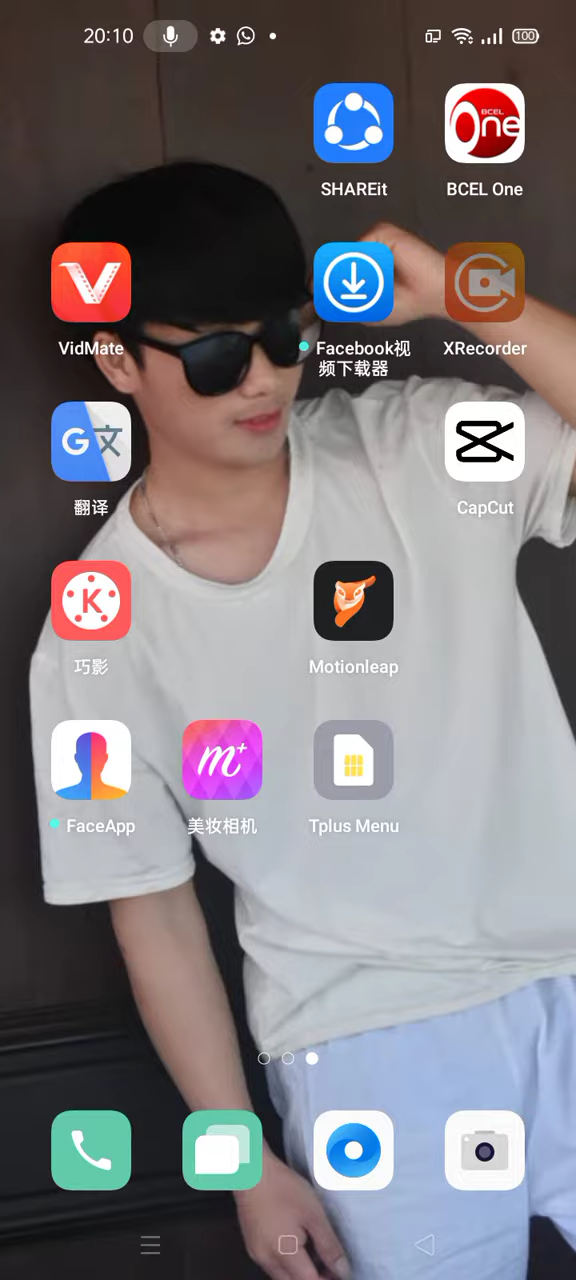 20:10
100
SHAREit
BCEL
One
BCEL One
VidMate
Facebook视
频下载器
XRecorder
G文
翻译
CapCut
K
巧影
Motionleap
m+
FaceApp
美妆相机
Tplus Menu